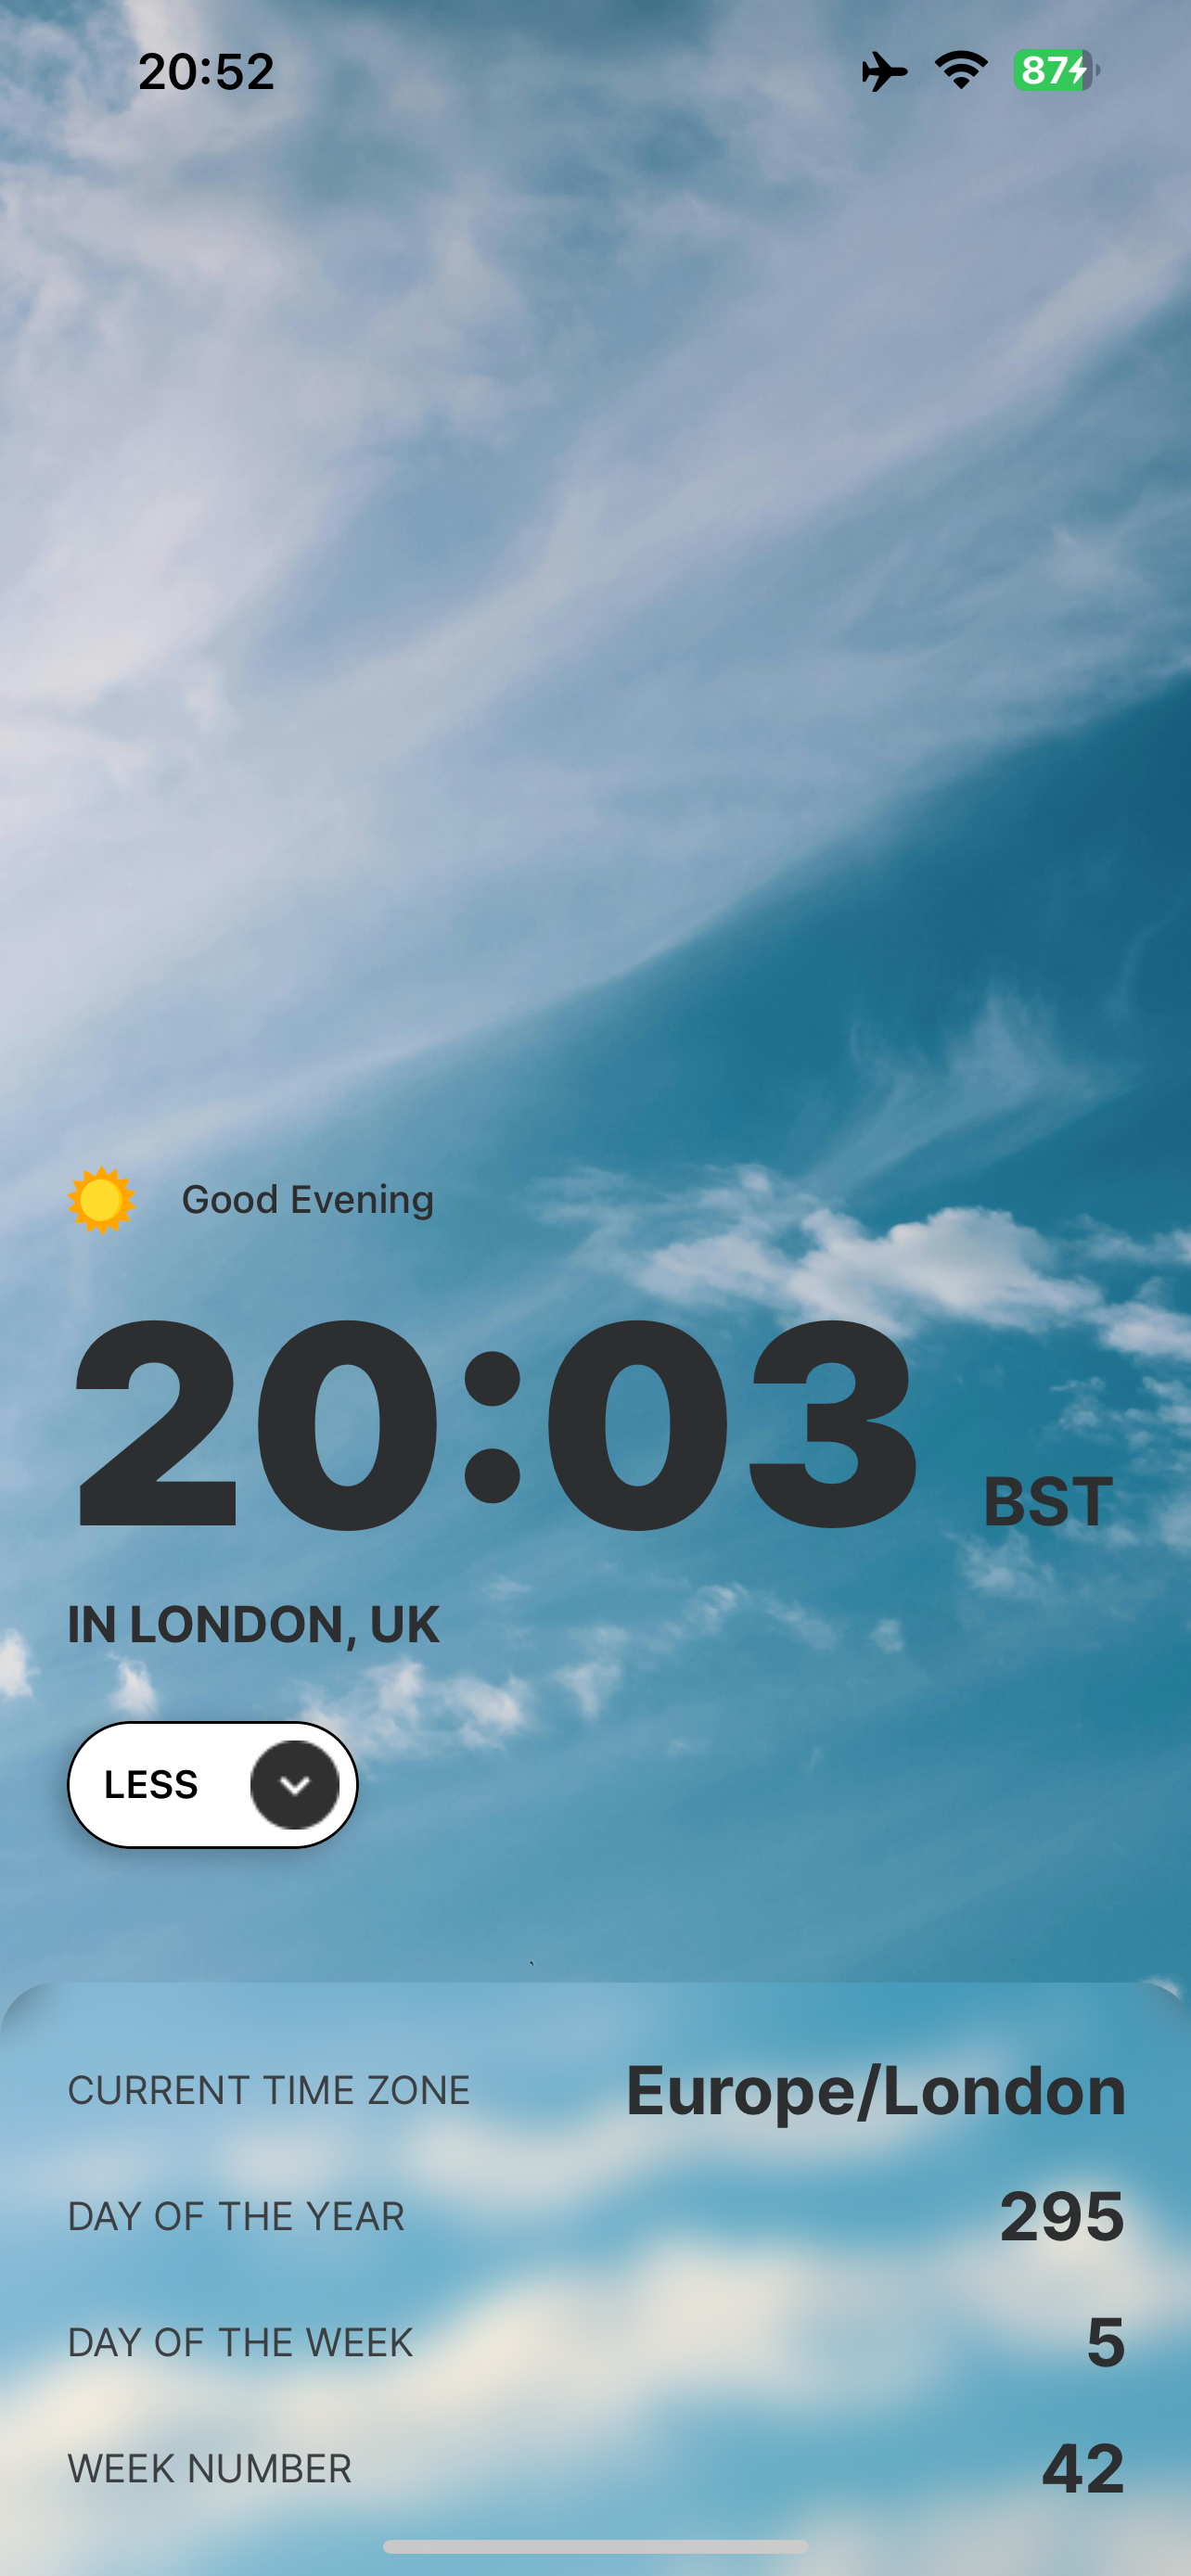 20:52
87
Good Evening
20:03 BST
IN LONDON, UK
LESS
CURRENT TIME ZONE Europe/London
DAY OF THE YEAR 295
DAY OF THE WEEK 5
WEEK NUMBER 42